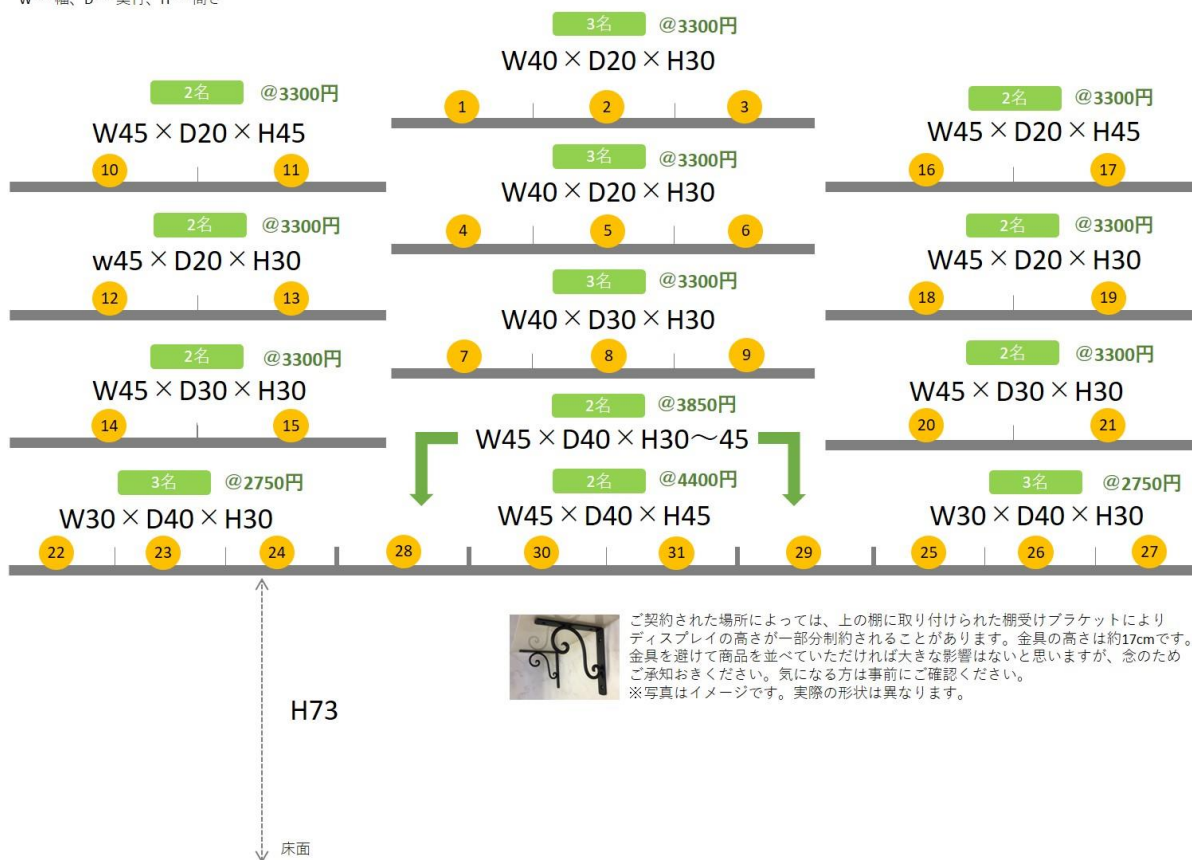 3名 @3300円
W40×D20×H30
1 2 3
2名 @3300円
W45×D20×H45
10 11
2名 @3300円
W45×D20×H45
16 17
3名 @3300円
W40×D20×H30
4 5 6
2名 @3300円
w45×D20×H30
12 13
2名 @3300円
W45×D20×H30
18 19
3名 @3300円
W40×D30×H30
7 8 9
2名 @3300円
W45×D30×H30
14 15
2名 @3300円
W45×D30×H30
20 21
2名 @3850円
W45×D40×H30〜45
3名 @2750円
W30×D40×H30
2名 @4400円
W45×D40×H45
3名 @2750円
W30×D40×H30
22 23 24 28 30 31 29 25 26 27
ご契約された場所によっては、上の棚に取り付けられた棚受けブラケットにより
ディスプレイの高さが一部分制約されることがあります。金具の高さは約17cmです。
金具を避けて商品を並べていただければ大きな影響はないと思いますが、念のため
ご承知おきください。気になる方は事前にご確認ください。
※写真はイメージです。実際の形状は異なります。
H73
床面